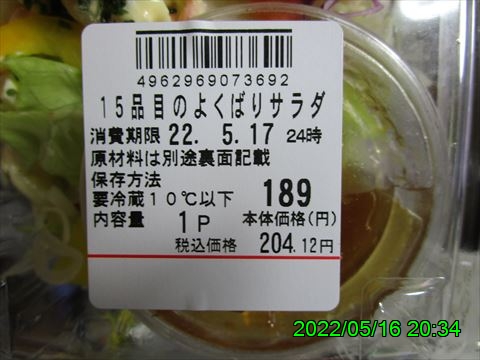 4962969073692
15品目のよくばりサラダ
消費期限 22. 5.17 24時
原材料は別途裏面記載
保存方法
要冷蔵10℃以下 189
内容量 1P 本体価格(円)
税込価格 204.12円
2022/05/16 20:34